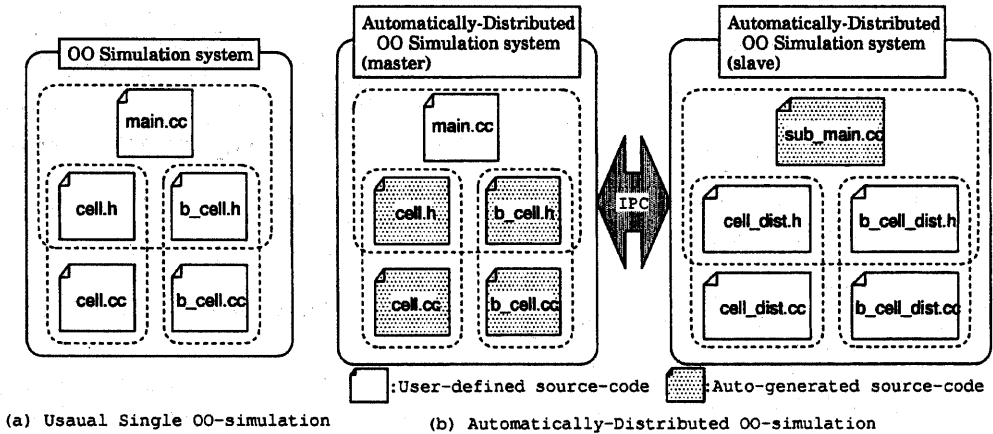 OO Simulation system
main.cc
cell.h
b_cell.h
cell.cc
b_cell.cc
Automatically-Distributed
OO Simulation system
(master)
main.cc
cell.h
b_cell.h
cell.cc
b_cell.cc
IPC
Automatically-Distributed
OO Simulation system
(slave)
sub_main.cc
cell_dist.h
b_cell_dist.h
cell_dist.cc
b_cell_dist.cc
:User-defined source-code
:Auto-generated source-code
(a) Usaual Single OO-simulation
(b) Automatically-Distributed OO-simulation